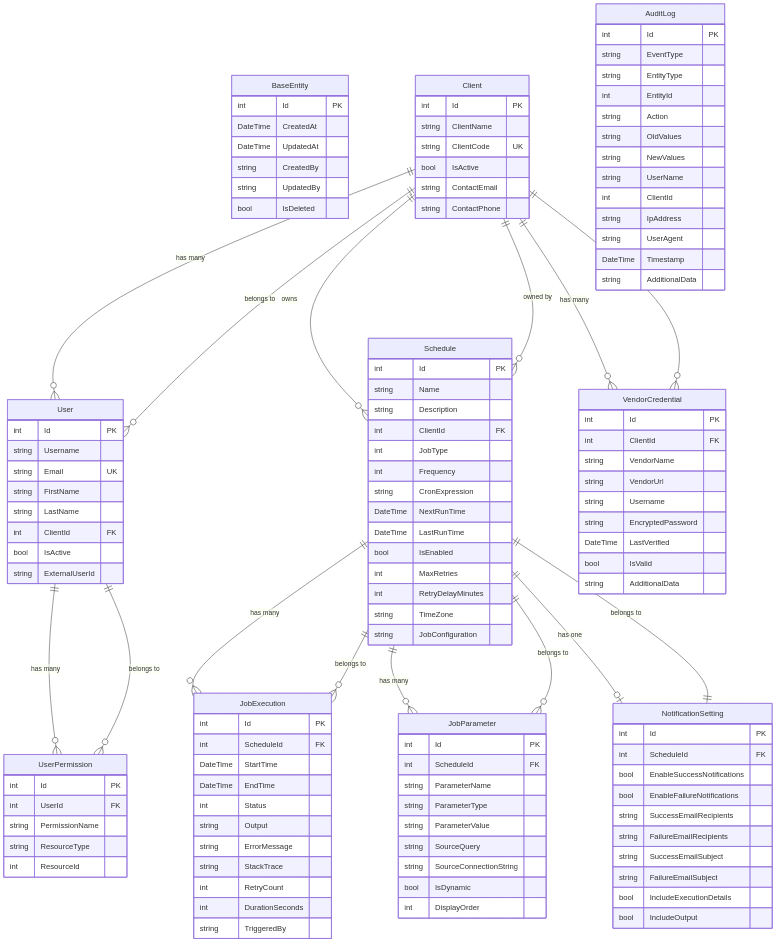 AuditLog
int Id PK
string EventType
string EntityType
int EntityId
string Action
string OldValues
string NewValues
string UserName
int ClientId
string IpAddress
string UserAgent
DateTime Timestamp
string AdditionalData
BaseEntity
int Id PK
DateTime CreatedAt
DateTime UpdatedAt
string CreatedBy
string UpdatedBy
bool IsDeleted
Client
int Id PK
string ClientName
string ClientCode UK
bool IsActive
string ContactEmail
string ContactPhone
has many
belongs to
owns
owned by
has many
Schedule
int Id PK
string Name
string Description
int ClientId FK
int JobType
int Frequency
string CronExpression
DateTime NextRunTime
DateTime LastRunTime
bool IsEnabled
int MaxRetries
int RetryDelayMinutes
string TimeZone
string JobConfiguration
User
int Id PK
string Username
string Email UK
string FirstName
string LastName
int ClientId FK
bool IsActive
string ExternalUserId
VendorCredential
int Id PK
int ClientId FK
string VendorName
string VendorUrl
string Username
string EncryptedPassword
DateTime LastVerified
bool IsValid
string AdditionalData
has many
belongs to
has many
belongs to
has many
belongs to
has one
belongs to
UserPermission
int Id PK
int UserId FK
string PermissionName
string ResourceType
int ResourceId
JobExecution
int Id PK
int ScheduleId FK
DateTime StartTime
DateTime EndTime
int Status
string Output
string ErrorMessage
string StackTrace
int RetryCount
int DurationSeconds
string TriggeredBy
JobParameter
int Id PK
int ScheduleId FK
string ParameterName
string ParameterType
string ParameterValue
string SourceQuery
string SourceConnectionString
bool IsDynamic
int DisplayOrder
NotificationSetting
int Id PK
int ScheduleId FK
bool EnableSuccessNotifications
bool EnableFailureNotifications
string SuccessEmailRecipients
string FailureEmailRecipients
string SuccessEmailSubject
string FailureEmailSubject
bool IncludeExecutionDetails
bool IncludeOutput